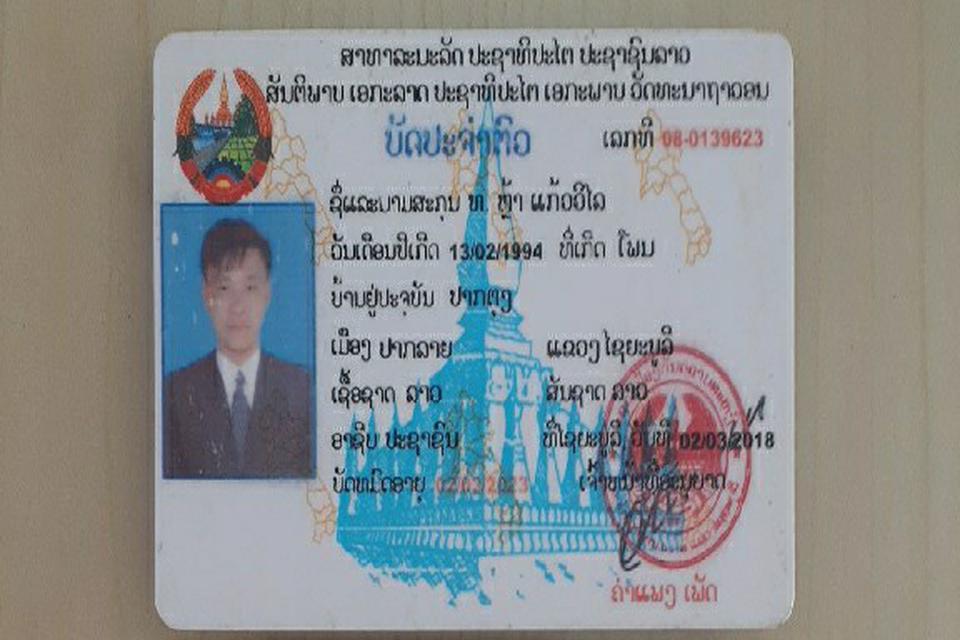 ສາທາລະນະລັດ ປະຊາທິປະໄຕ ປະຊາຊົນລາວ
ສັນຕິພາບ ເອກະລາດ ປະຊາທິປະໄຕ ເອກະພາບ ວັດທະນາຖາວອນ
ບັດປະຈຳຕົວ ເລກທີ 08-0139623
ຊື່ແລະນາມສະກຸນ ທ. ຫຼ້າ ແກ້ວວິໄລ
ວັນເດືອນປີເກີດ 13/02/1994 ທີ່ເກີດ ໂພນ
ບ້ານຢູ່ປະຈຸບັນ ປາກຕຸງ
ເມືອງ ປາກລາຍ ແຂວງ ໄຊຍະບູລີ
ເຊື້ອຊາດ ລາວ ສັນຊາດ ລາວ
ອາຊີບ ປະຊາຊົນ ທີ່ໄຊຍະບູລີ ວັນທີ 02/03/2018
ບັດຫມົດອາຍຸ 02/03/2023 ເຈົ້າໜ້າທີ່ອະນຸຍາດ
ຄຳແພງ ເພັດ